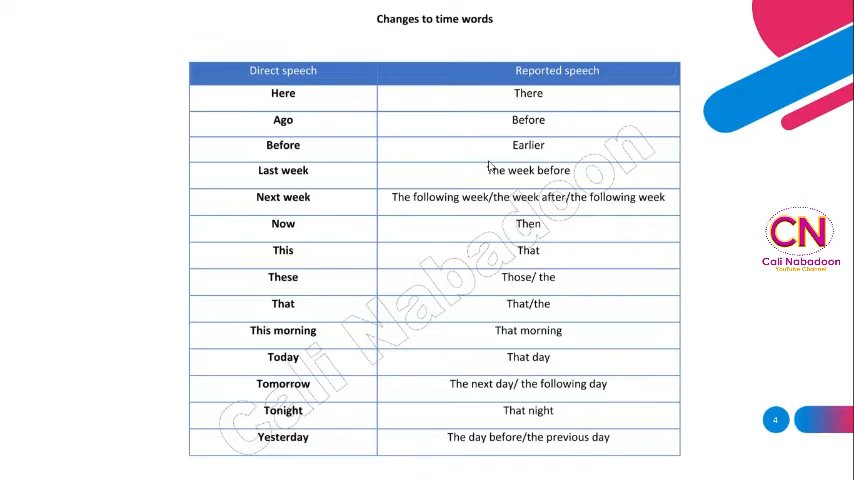 Changes to time words
Direct speech Reported speech
Here There
Ago Before
Before Earlier
Last week The week before
Next week The following week/the week after/the following week
Now Then
This That
These Those/ the
That That/the
This morning That morning
Today That day
Tomorrow The next day/ the following day
Tonight That night
Yesterday The day before/the previous day
Cali Nabadoon
CN
Cali Nabadoon
YouTube Channel
4